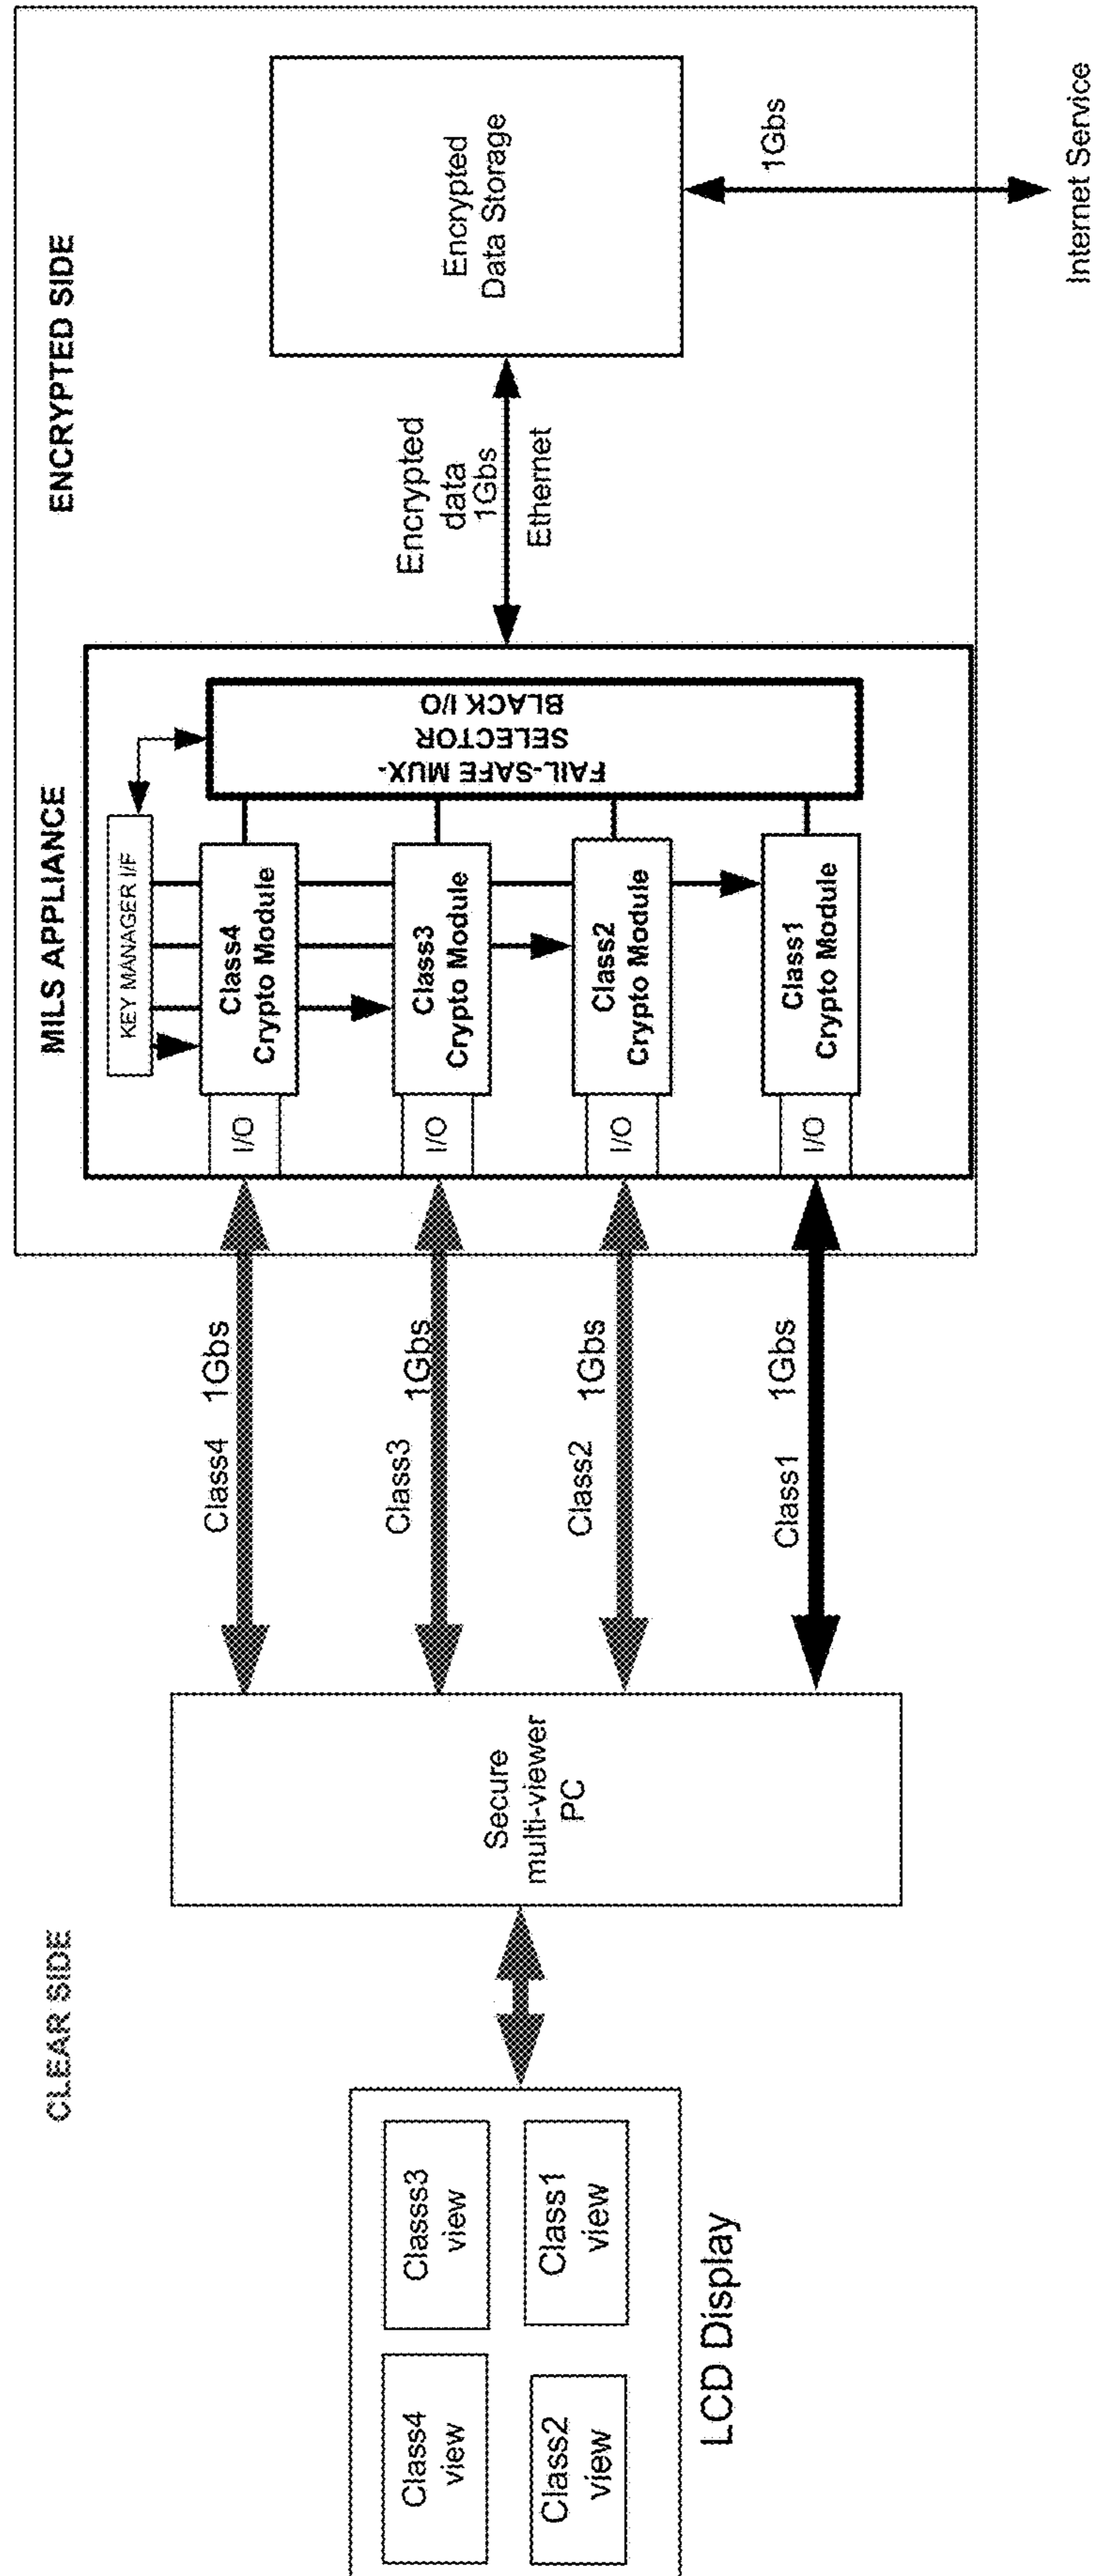 CLEAR SIDE
ENCRYPTED SIDE
MILS APPLIANCE
Class4
view
Classs3
view
Class2
view
Class1
view
LCD Display
Secure
multi-viewer
PC
Class4 1Gbs
Class3 1Gbs
Class2 1Gbs
Class1 1Gbs
I/O
I/O
I/O
I/O
KEY MANAGER I/F
Class4
Crypto Module
Class3
Crypto Module
Class2
Crypto Module
Class1
Crypto Module
FAIL-SAFE MUX-
SELECTOR
BLACK I/O
Encrypted
data
1Gbs
Ethernet
Encrypted
Data Storage
1Gbs
Internet Service